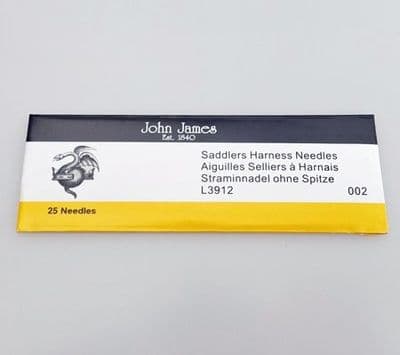 John James
Est. 1840
Saddlers Harness Needles
Aiguilles Selliers à Harnais
Straminnadel ohne Spitze
L3912 002
25 Needles